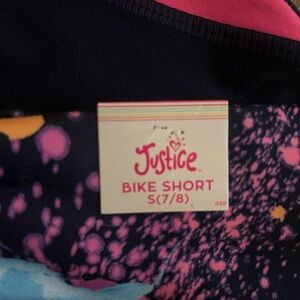 Justice
BIKE SHORT
S(7/8)
020